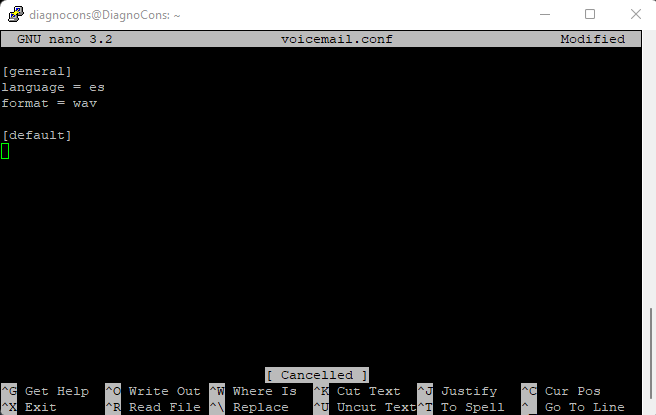 diagnocons@DiagnoCons: ~
GNU nano 3.2 voicemail.conf Modified
[general]
language = es
format = wav
[default]
[ Cancelled ]
^G Get Help ^O Write Out ^W Where Is ^K Cut Text ^J Justify ^C Cur Pos
^X Exit ^R Read File ^\ Replace ^U Uncut Text ^T To Spell ^_ Go To Line